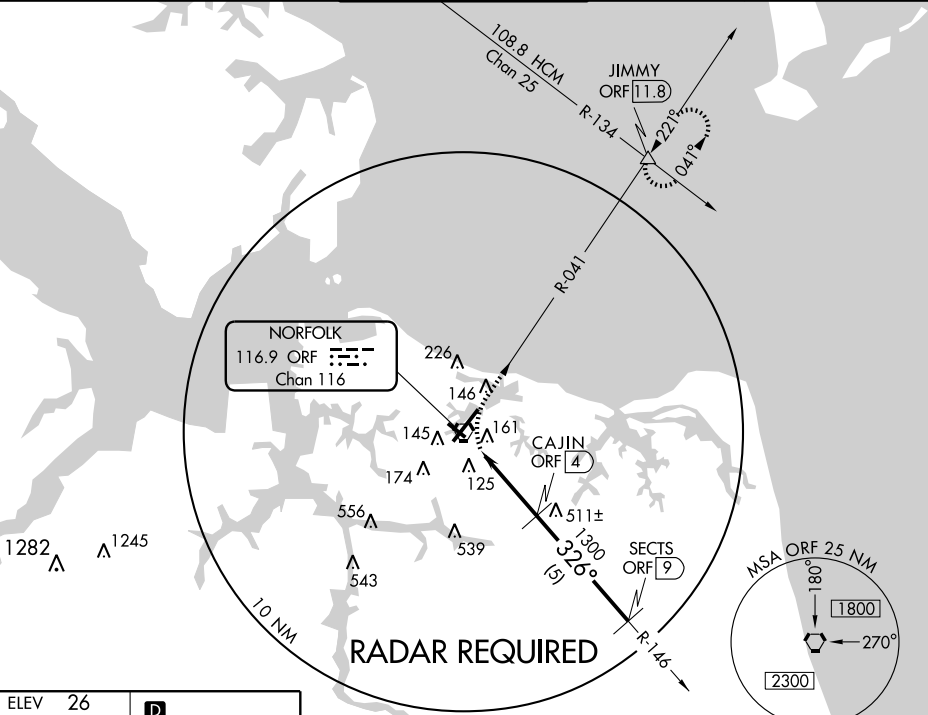 108.8 HCM
Chan 25
R-134
JIMMY
ORF 11.8
221°
041°
R-041
NORFOLK
116.9 ORF
Chan 116
226
146
145
161
174
125
CAJIN
ORF 4
511±
1300
326°
(5)
556
539
543
1282
1245
SECTS
ORF 9
R-146
10 NM
RADAR REQUIRED
MSA ORF 25 NM
180°
1800
270°
2300
ELEV 26
D